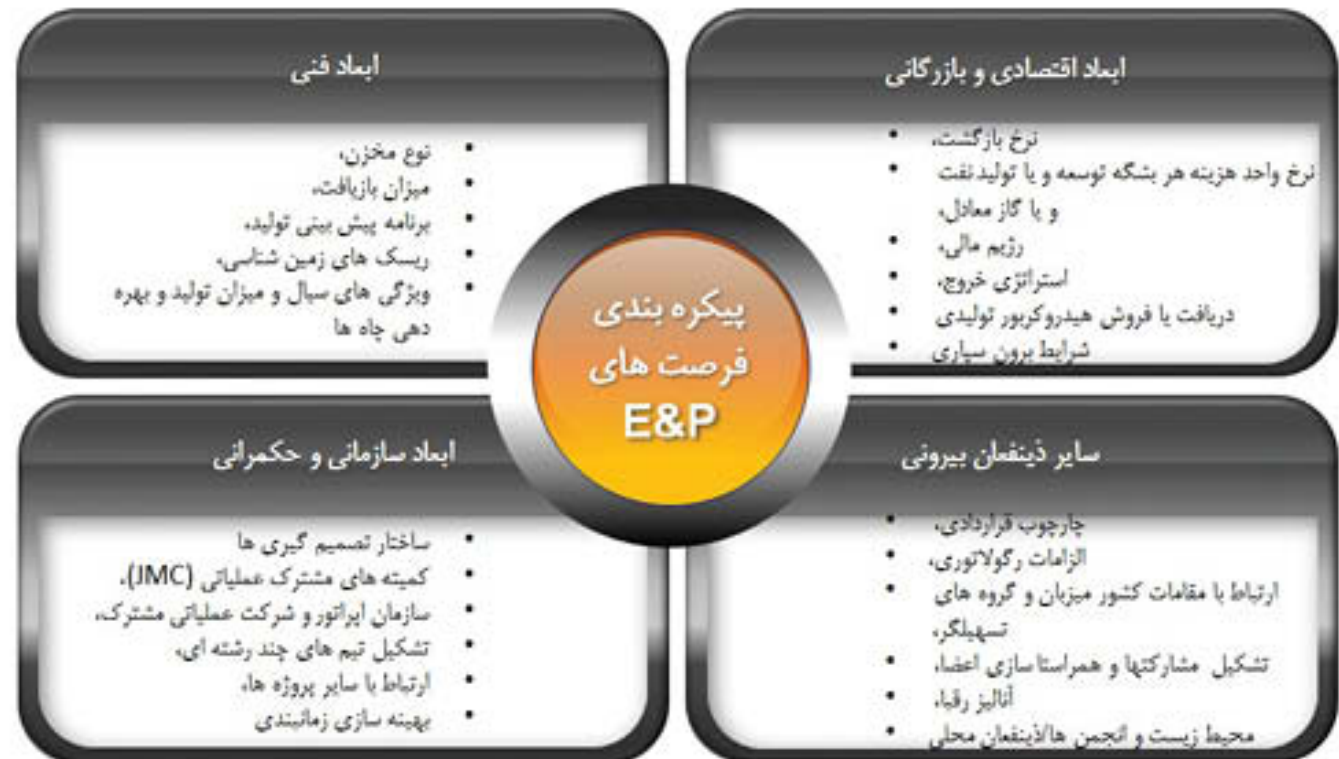 ابعاد اقتصادی و بازرگانی
• نرخ بازگشت،
• نرخ واحد هزینه هر بشگه توسعه و یا تولید نفت
و یا گاز معادل،
• رژیم مالی،
• استراتژی خروج،
• دریافت یا فروش هیدروکربور تولیدی
• شرایط برون سپاری
ابعاد فنی
• نوع مخزن،
• میزان بازیافت،
• برنامه پیش بینی تولید،
• ریسک های زمین شناسی،
• ویژگی های سیال و میزان تولید و بهره
دهی چاه ها
پیکره بندی
فرصت های
E&P
سایر ذینفعان بیرونی
• چارچوب قراردادی،
• الزامات رگولاتوری،
• ارتباط با مقامات کشور میزبان و گروه های
تسهیلگر،
• تشکیل مشارکتها و همراستا سازی اعضا،
• آنالیز رقبا،
• محیط زیست و انجمن ها/ذینفعان محلی
ابعاد سازمانی و حکمرانی
• ساختار تصمیم گیری ها
• کمیته های مشترک عملیاتی (JMC)،
• سازمان اپراتور و شرکت عملیاتی مشترک،
• تشکیل تیم های چند رشته ای،
• ارتباط با سایر پروژه ها،
• بهینه سازی زمانبندی